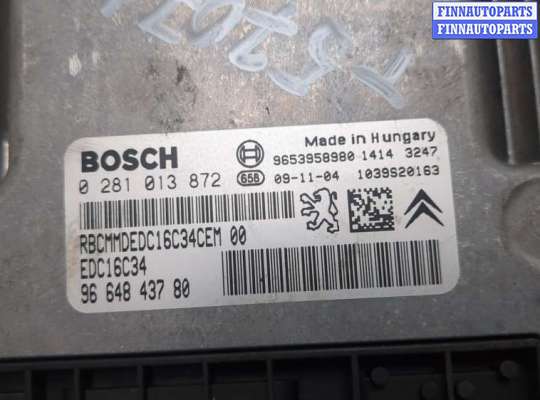 FINNAUTOPARTS
FINNAUTOPARTS
BOSCH
Made in Hungary
9653958980 1414 3247
0 281 013 872
658
09-11-04 1039S20163
RBCMMDEDC16C34CEM 00
EDC16C34
96 648 437 80